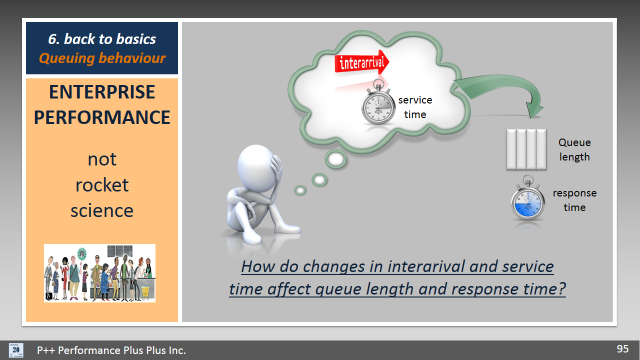 6. back to basics
Queuing behaviour
ENTERPRISE
PERFORMANCE
not
rocket
science
interarrival
service
time
Queue
length
response
time
How do changes in interarival and service
time affect queue length and response time?
20
P++ Performance Plus Plus Inc.
95